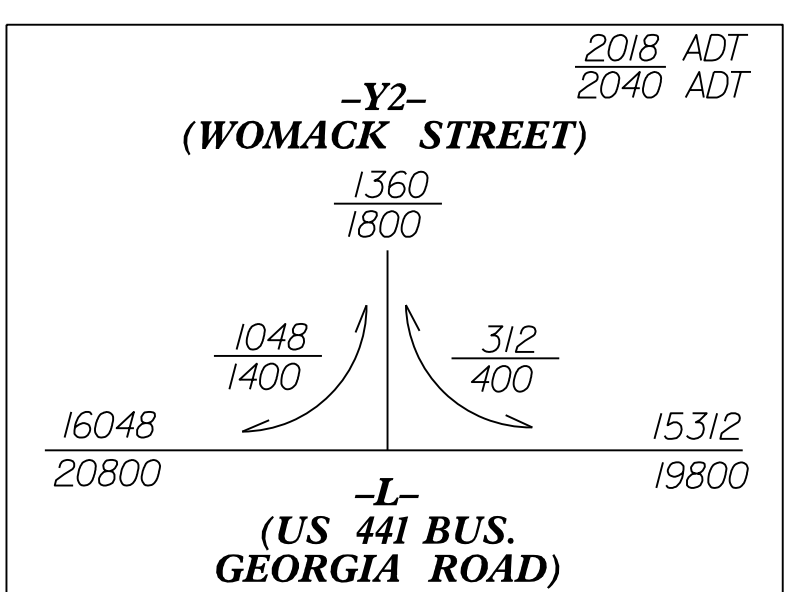 2018 ADT
2040 ADT
–Y2–
(WOMACK STREET)
1360
1800
1048
1400
312
400
16048
20800
15312
19800
–L–
(US 441 BUS.
GEORGIA ROAD)